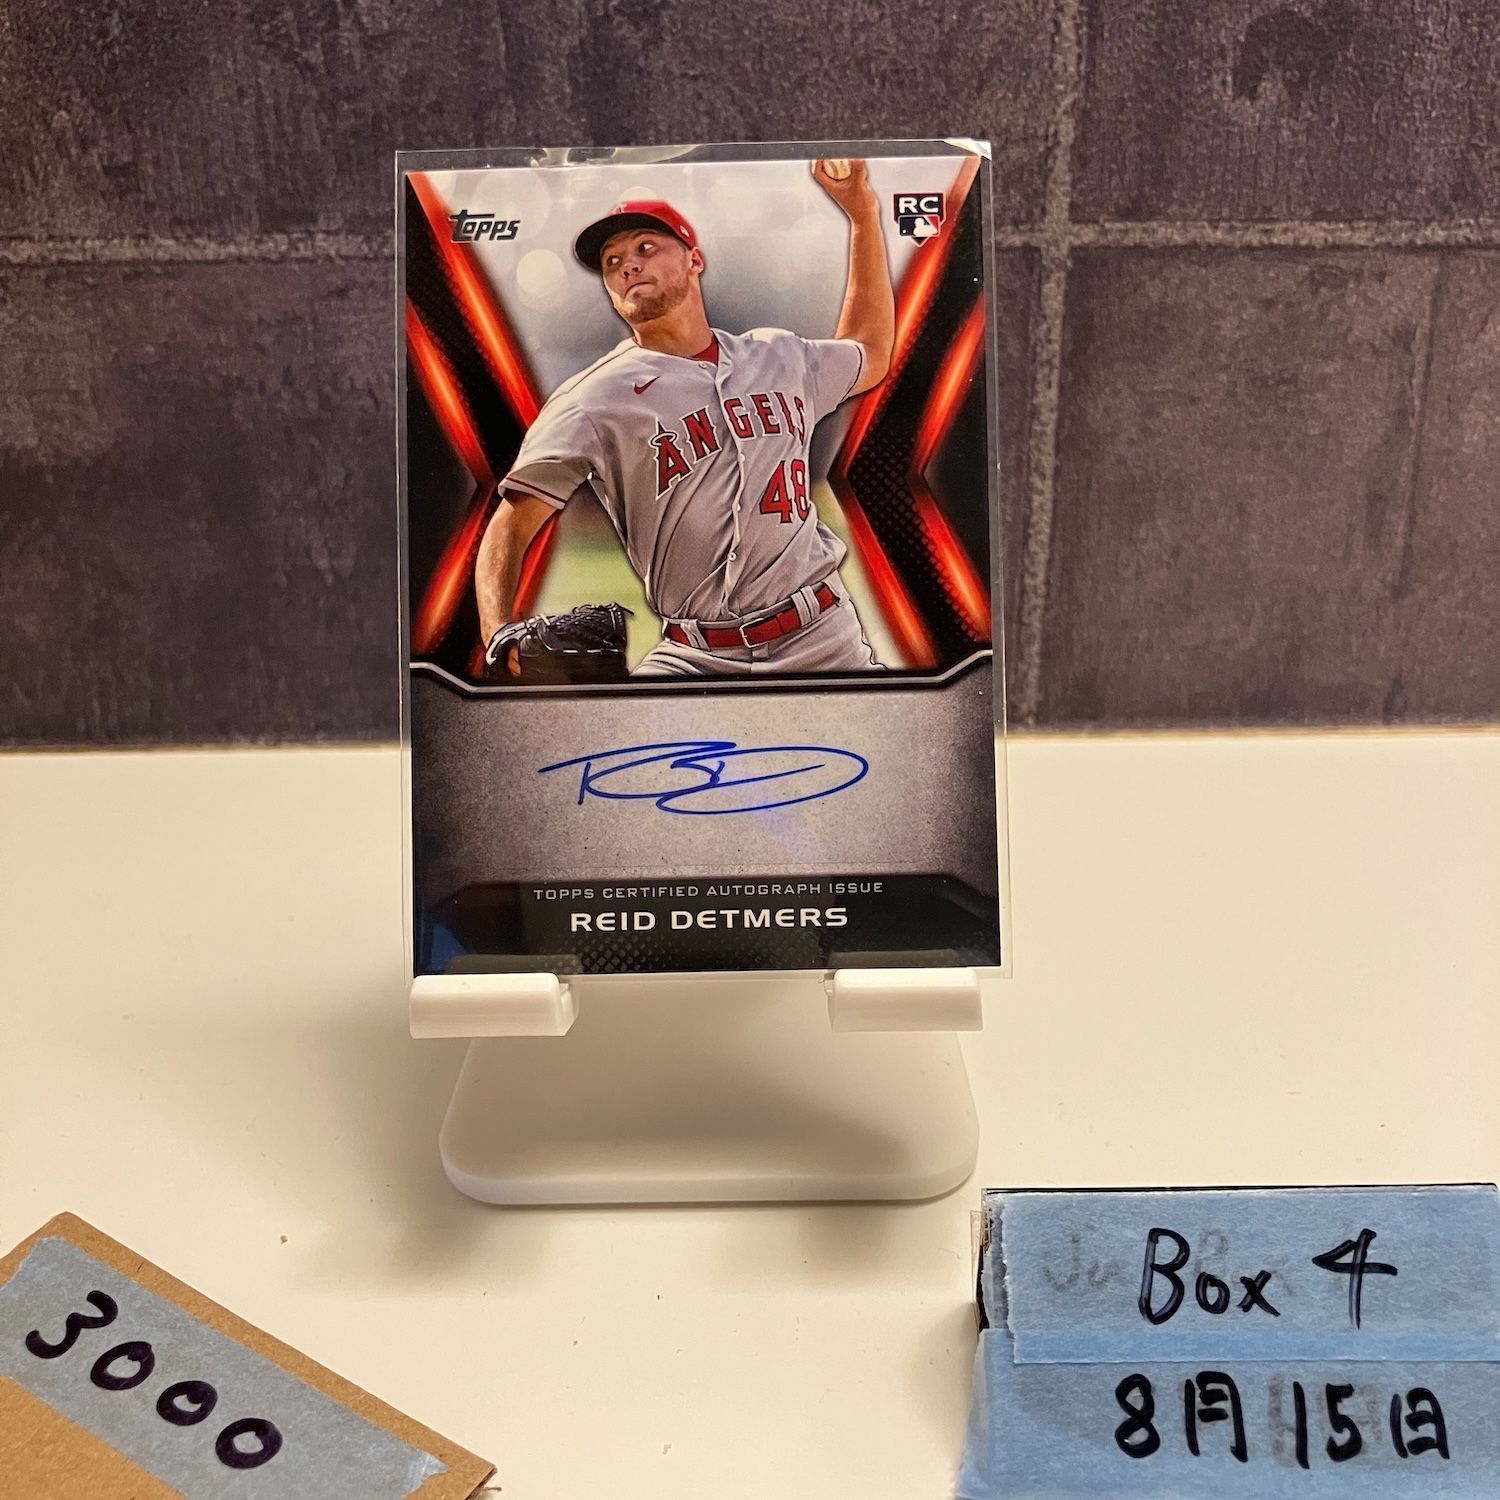 Topps
RC
ANGELS
48
TOPPS CERTIFIED AUTOGRAPH ISSUE
REID DETMERS
3000
Box 4
8月15日